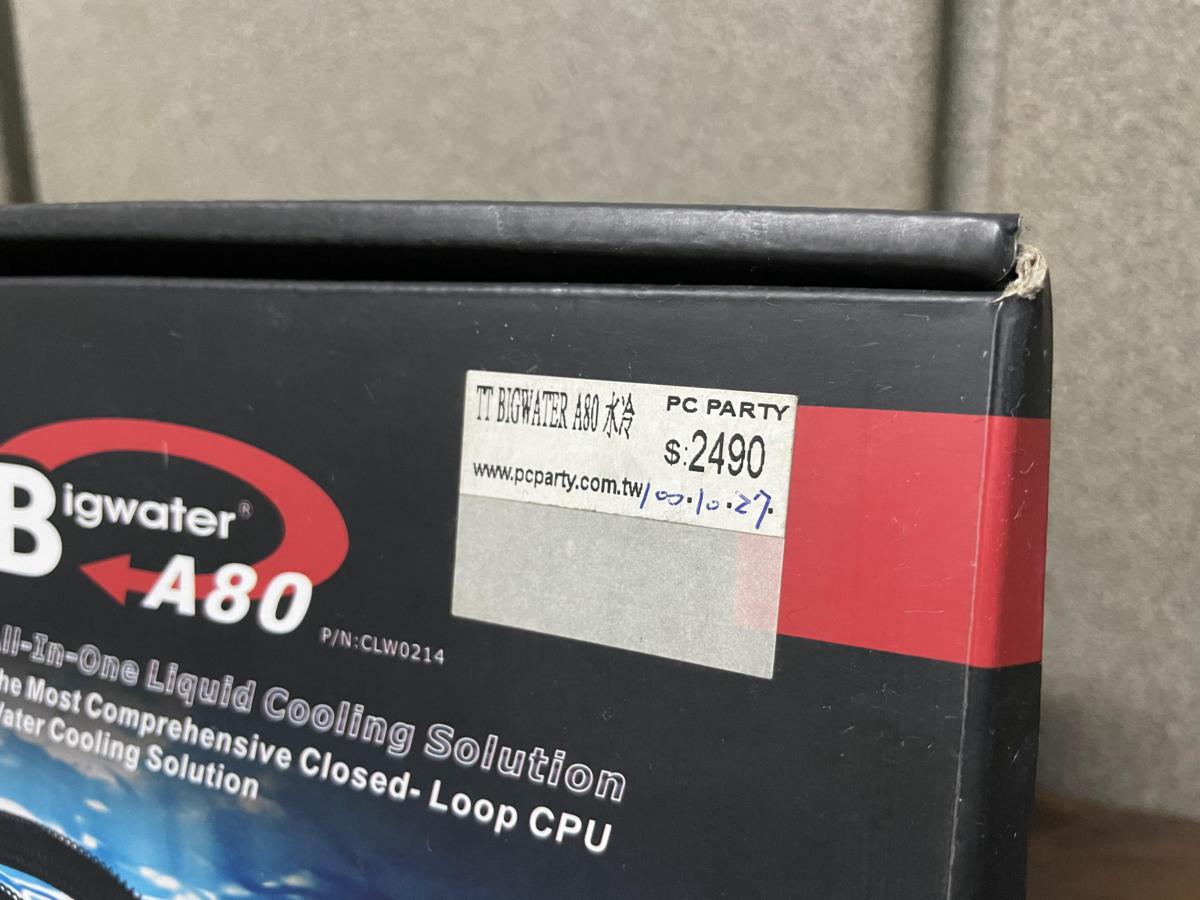 TT BIGWATER A80 水冷
PC PARTY
$:2490
www.pcparty.com.tw
100.10.27.
Bigwater®
A80
P/N:CLW0214
All-In-One Liquid Cooling Solution
he Most Comprehensive Closed- Loop CPU
Water Cooling Solution